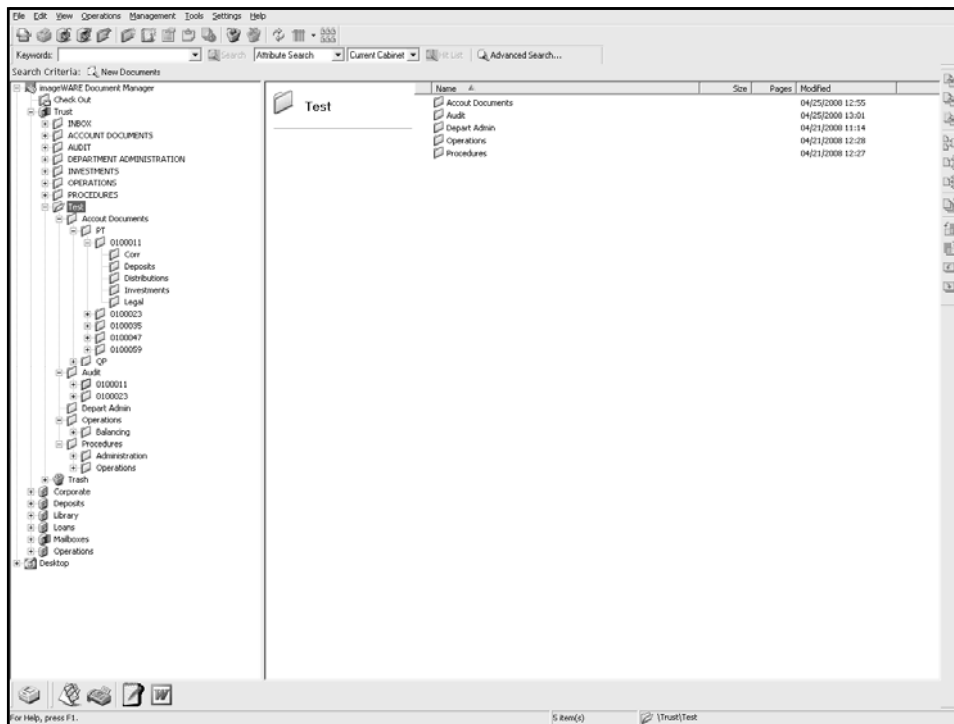 File Edit View Operations Management Tools Settings Help
Keywords: Search Attribute Search Current Cabinet Hit List Advanced Search...
Search Criteria: New Documents
imageWARE Document Manager
Check Out
Trust
INBOX
ACCOUNT DOCUMENTS
AUDIT
DEPARTMENT ADMINISTRATION
INVESTMENTS
OPERATIONS
PROCEDURES
Test
Accout Documents
PT
0100011
Corr
Deposits
Distributions
Investments
Legal
0100023
0100035
0100047
0100059
QP
Audit
0100011
0100023
Depart Admin
Operations
Balancing
Procedures
Administration
Operations
Trash
Corporate
Deposits
Library
Loans
Mailboxes
Operations
Desktop
Test
Name Size Pages Modified
Accout Documents 04/25/2008 12:55
Audit 04/25/2008 13:01
Depart Admin 04/21/2008 11:14
Operations 04/21/2008 12:28
Procedures 04/21/2008 12:27
W
For Help, press F1. 5 item(s) \Trust\Test